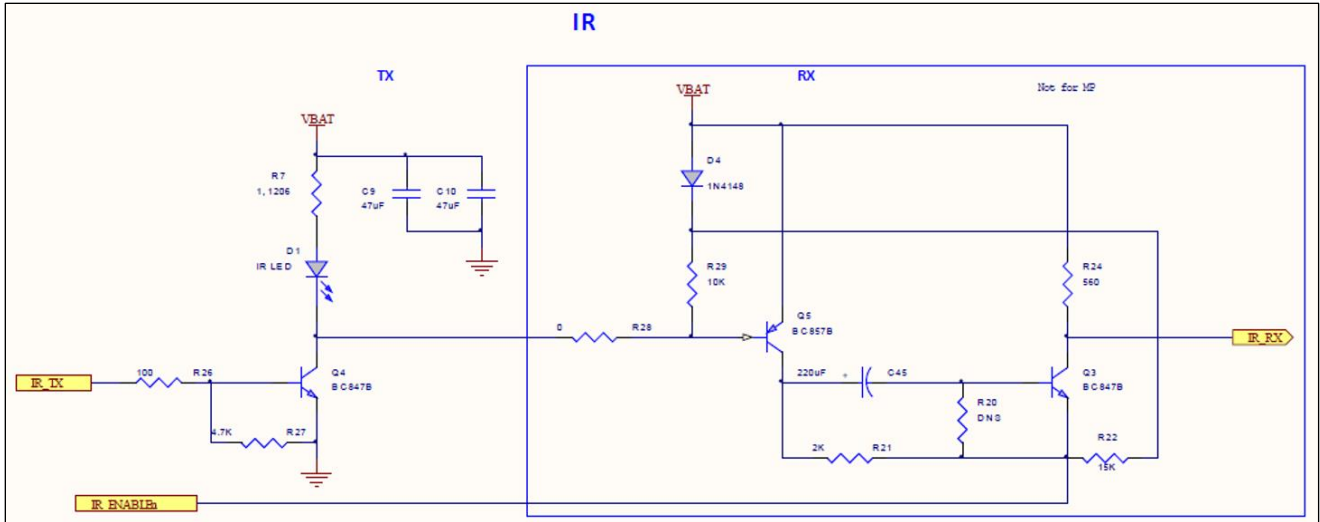 IR
TX
RX
Not for MP
VBAT
VBAT
R7
1, 1206
C9
47uF
C10
47uF
D4
1N4148
D1
IR LED
R29
10K
R24
560
Q5
BC857B
0
R28
IR_RX
100
R26
Q4
BC847B
IR_TX
220uF
+
C45
Q3
BC847B
R20
DNS
4.7K
R27
2K
R21
R22
15K
IR_ENABLEn